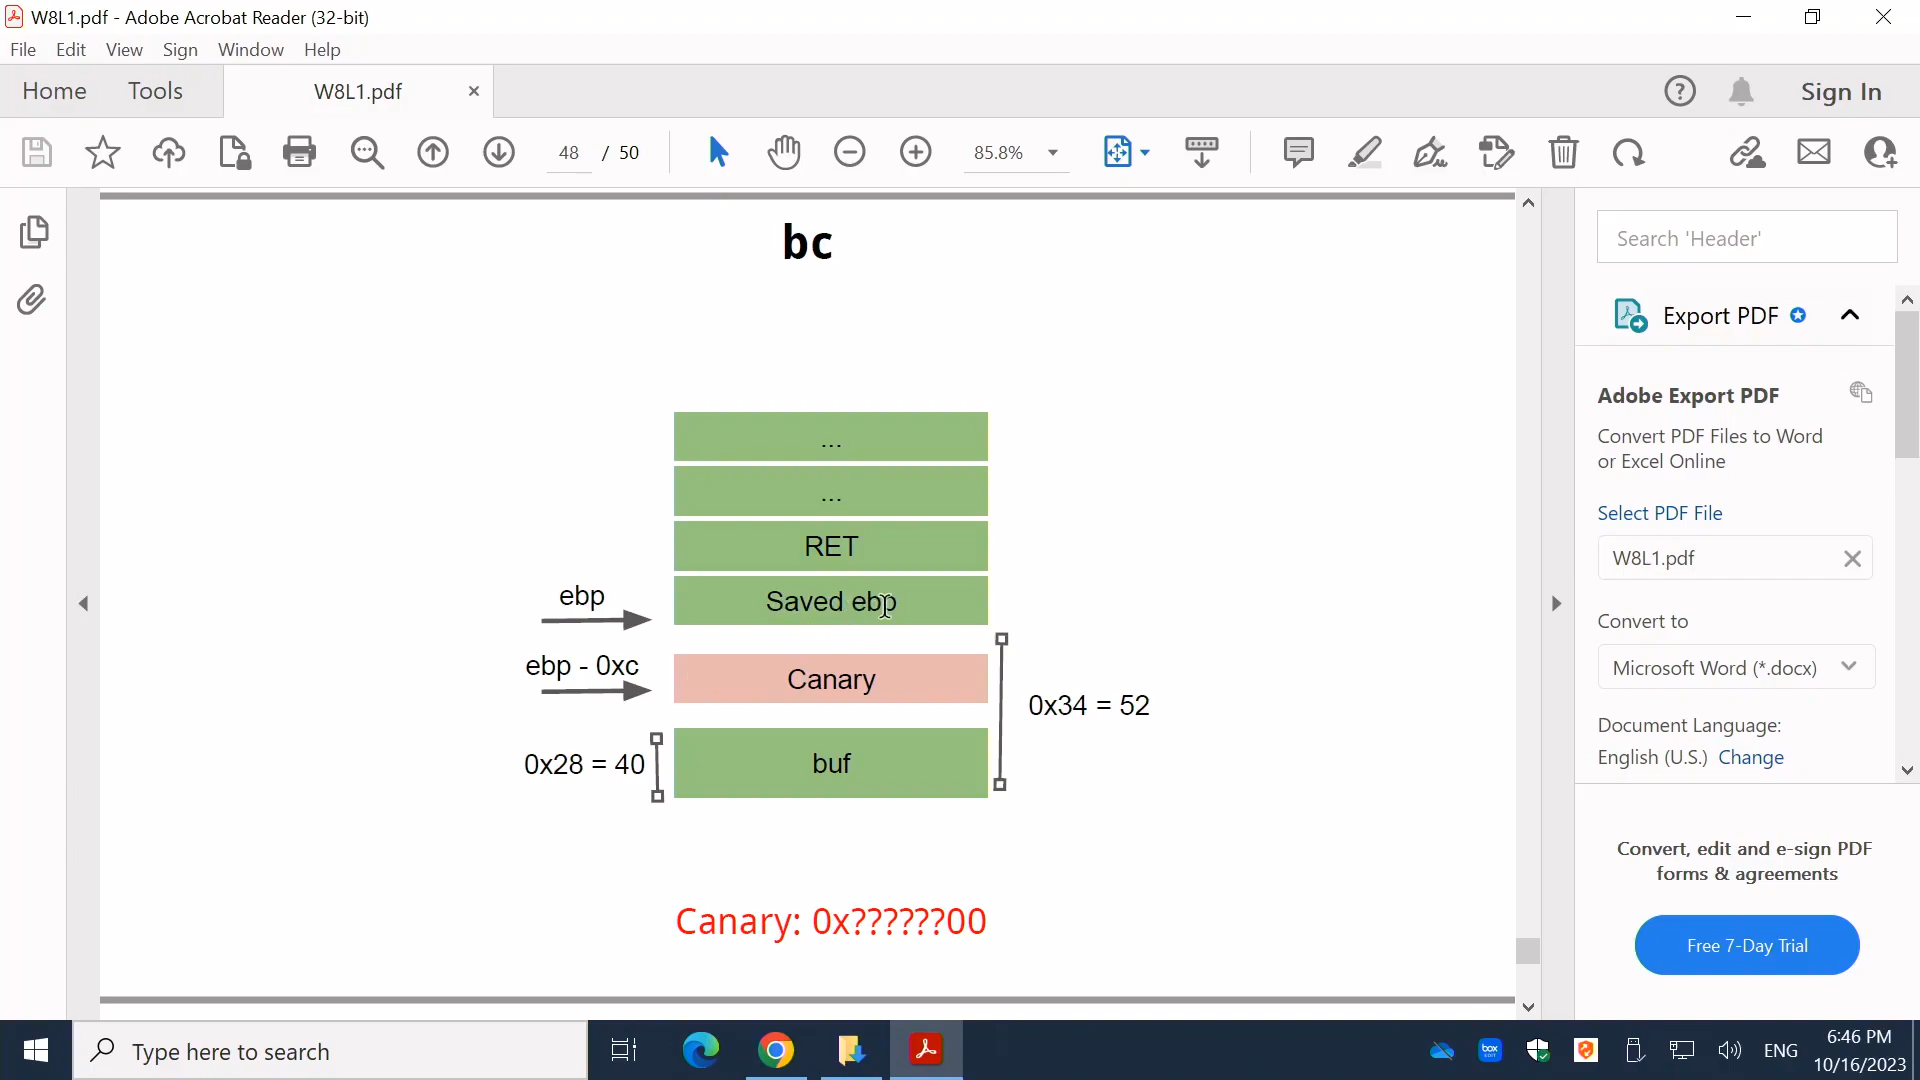 W8L1.pdf - Adobe Acrobat Reader (32-bit)
File Edit View Sign Window Help
Home Tools W8L1.pdf × Sign In
48 / 50 85.8%
bc
...
...
RET
ebp
Saved ebp
ebp - 0xc
Canary
0x34 = 52
0x28 = 40
buf
Canary: 0x??????00
Search 'Header'
Export PDF
Adobe Export PDF
Convert PDF Files to Word
or Excel Online
Select PDF File
W8L1.pdf
Convert to
Microsoft Word (*.docx)
Document Language:
English (U.S.) Change
Convert, edit and e-sign PDF
forms & agreements
Free 7-Day Trial
Type here to search
box
EDIT
ENG
6:46 PM
10/16/2023